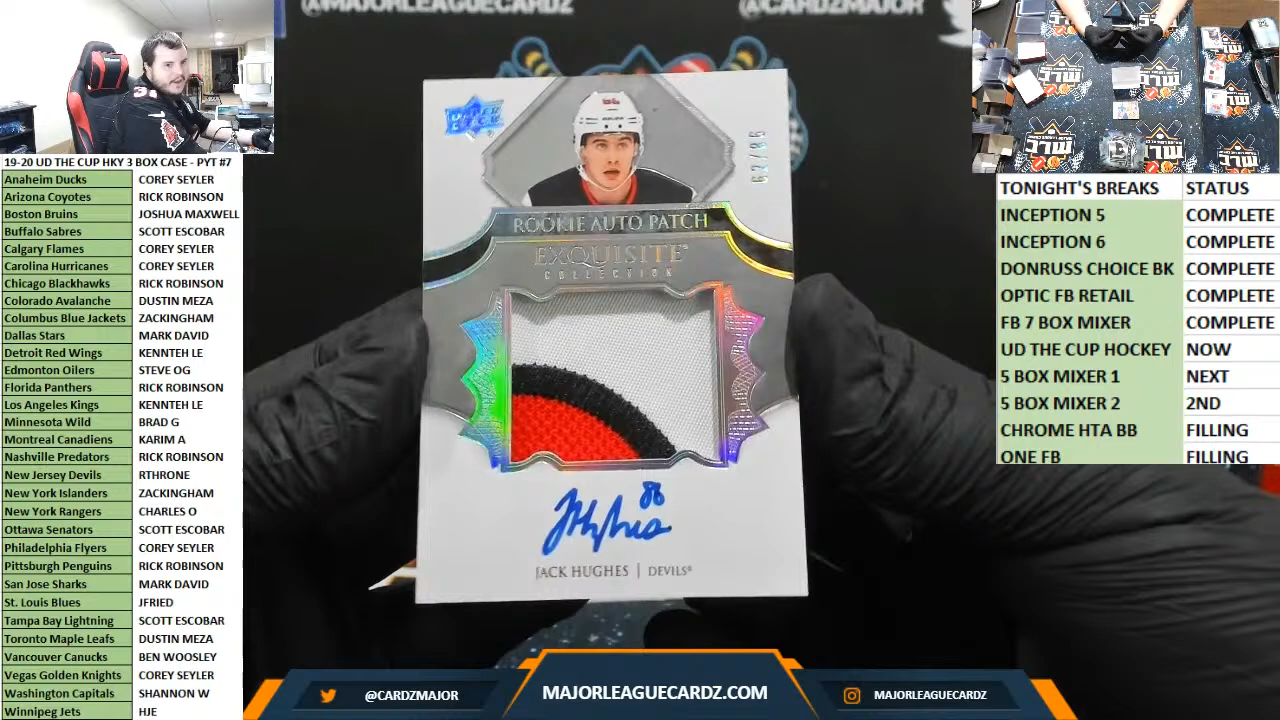 @MAJORLEAGUECARDZ
@CARDZMAJOR
19-20 UD THE CUP HKY 3 BOX CASE - PYT #7
Anaheim Ducks COREY SEYLER
Arizona Coyotes RICK ROBINSON
Boston Bruins JOSHUA MAXWELL
Buffalo Sabres SCOTT ESCOBAR
Calgary Flames COREY SEYLER
Carolina Hurricanes COREY SEYLER
Chicago Blackhawks RICK ROBINSON
Colorado Avalanche DUSTIN MEZA
Columbus Blue Jackets ZACKINGHAM
Dallas Stars MARK DAVID
Detroit Red Wings KENNTEH LE
Edmonton Oilers STEVE OG
Florida Panthers RICK ROBINSON
Los Angeles Kings KENNTEH LE
Minnesota Wild BRAD G
Montreal Canadiens KARIM A
Nashville Predators RICK ROBINSON
New Jersey Devils RTHRONE
New York Islanders ZACKINGHAM
New York Rangers CHARLES O
Ottawa Senators SCOTT ESCOBAR
Philadelphia Flyers COREY SEYLER
Pittsburgh Penguins RICK ROBINSON
San Jose Sharks MARK DAVID
St. Louis Blues JFRIED
Tampa Bay Lightning SCOTT ESCOBAR
Toronto Maple Leafs DUSTIN MEZA
Vancouver Canucks BEN WOOSLEY
Vegas Golden Knights COREY SEYLER
Washington Capitals SHANNON W
Winnipeg Jets HJE
UPPER DECK
ROOKIE AUTO PATCH
EXQUISITE®
COLLECTION
86
JACK HUGHES | DEVILS®
TONIGHT'S BREAKS STATUS
INCEPTION 5 COMPLETE
INCEPTION 6 COMPLETE
DONRUSS CHOICE BK COMPLETE
OPTIC FB RETAIL COMPLETE
FB 7 BOX MIXER COMPLETE
UD THE CUP HOCKEY NOW
5 BOX MIXER 1 NEXT
5 BOX MIXER 2 2ND
CHROME HTA BB FILLING
ONE FB FILLING
MLC
MLC
MLC
MLC
@CARDZMAJOR
MAJORLEAGUECARDZ.COM
MAJORLEAGUECARDZ